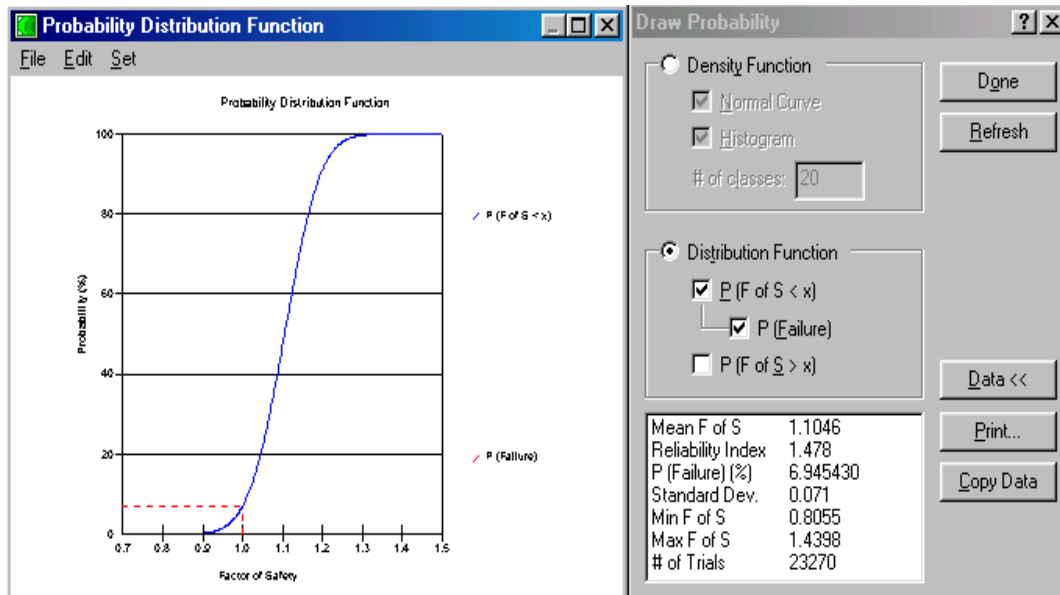 Probability Distribution Function
File Edit Set
Probability Distribution Function
100
80
60
40
20
0
Probability (%)
0.7 0.8 0.9 1.0 1.1 1.2 1.3 1.4 1.5
Factor of Safety
P (F of S < x)
P (Failure)
Draw Probability
Density Function
Normal Curve
Histogram
# of classes: 20
Distribution Function
P (F of S < x)
P (Failure)
P (F of S > x)
Done
Refresh
Data <<
Print...
Copy Data
Mean F of S 1.1046
Reliability Index 1.478
P (Failure) (%) 6.945430
Standard Dev. 0.071
Min F of S 0.8055
Max F of S 1.4398
# of Trials 23270